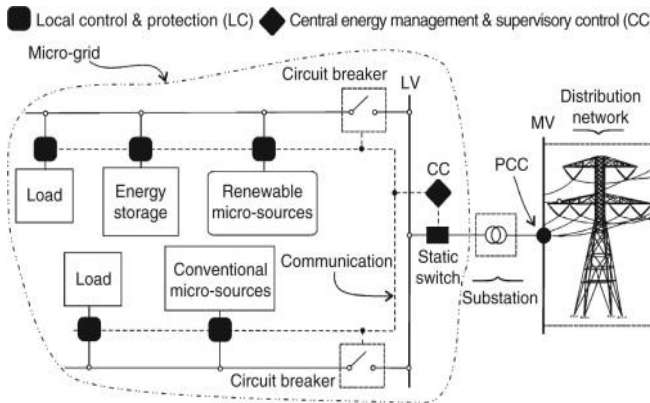 Local control & protection (LC)
Central energy management & supervisory control (CC
Micro-grid
Circuit breaker
LV
Distribution
network
MV
PCC
CC
Load
Energy
storage
Renewable
micro-sources
Static
switch
Substation
Communication
Load
Conventional
micro-sources
Circuit breaker